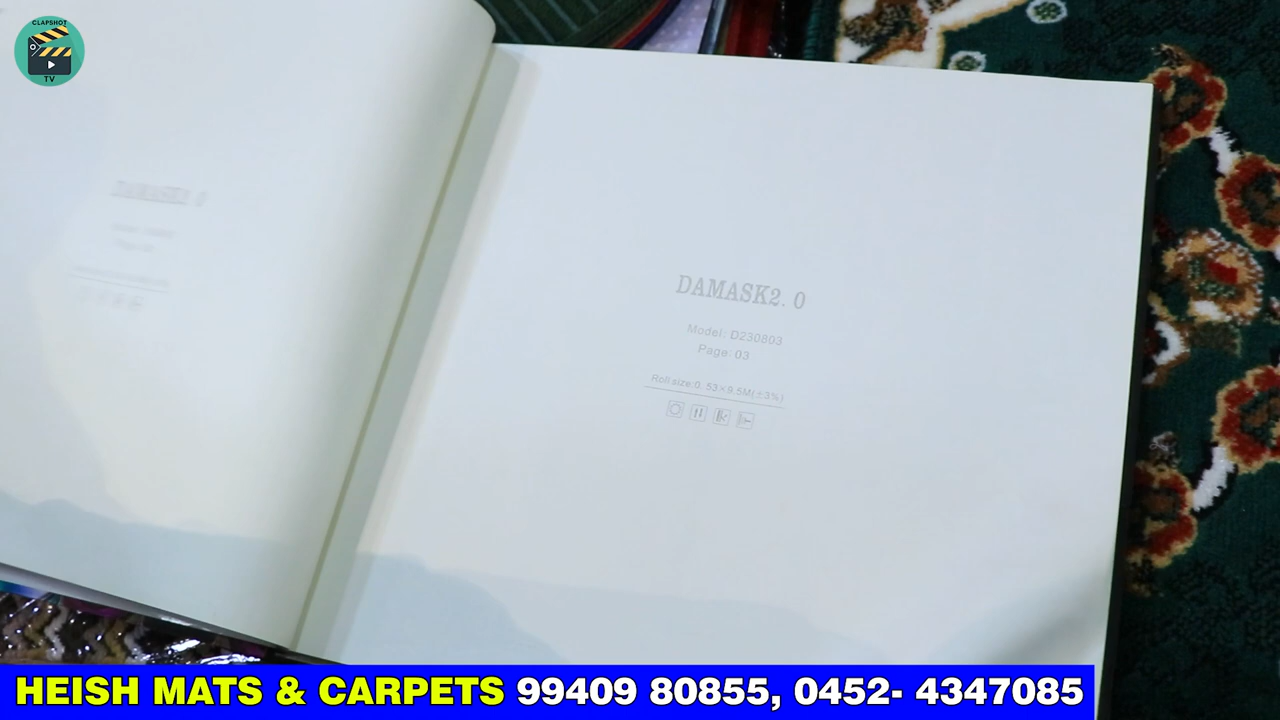 CLAPSHOT
TV
DAMASK2. 0
Model: D230803
Page: 03
Roll size:0, 53×9.5M(±3%)
HEISH MATS & CARPETS 99409 80855, 0452- 4347085